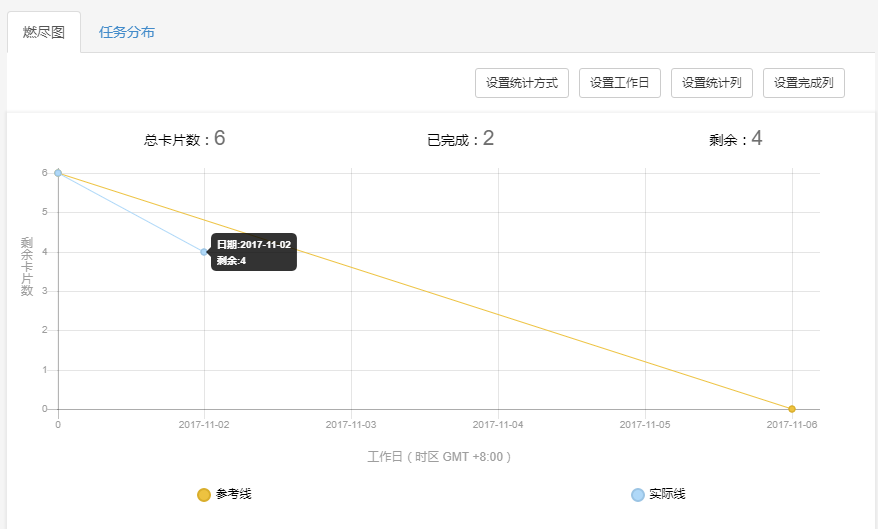 燃尽图 任务分布
设置统计方式 设置工作日 设置统计列 设置完成列
总卡片数：6 已完成：2 剩余：4
剩余卡片数
6
5
4
3
2
1
0
日期:2017-11-02
剩余:4
0 2017-11-02 2017-11-03 2017-11-04 2017-11-05 2017-11-06
工作日（时区 GMT +8:00）
参考线 实际线